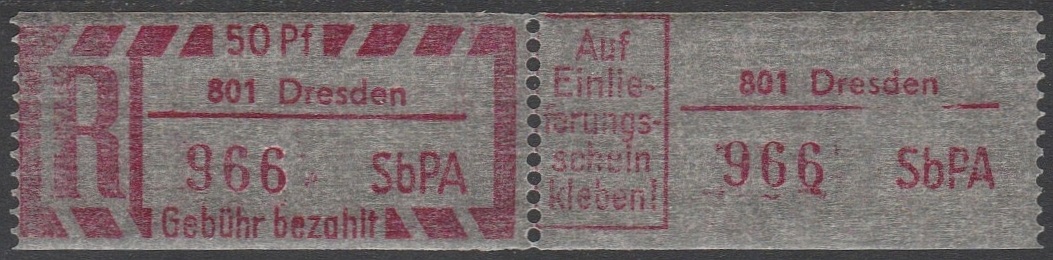 50 Pf
R
801 Dresden
966
SbPA
Gebühr bezahlt
Auf
Einlie-
ferungs-
schein
kleben!
801 Dresden
966
SbPA